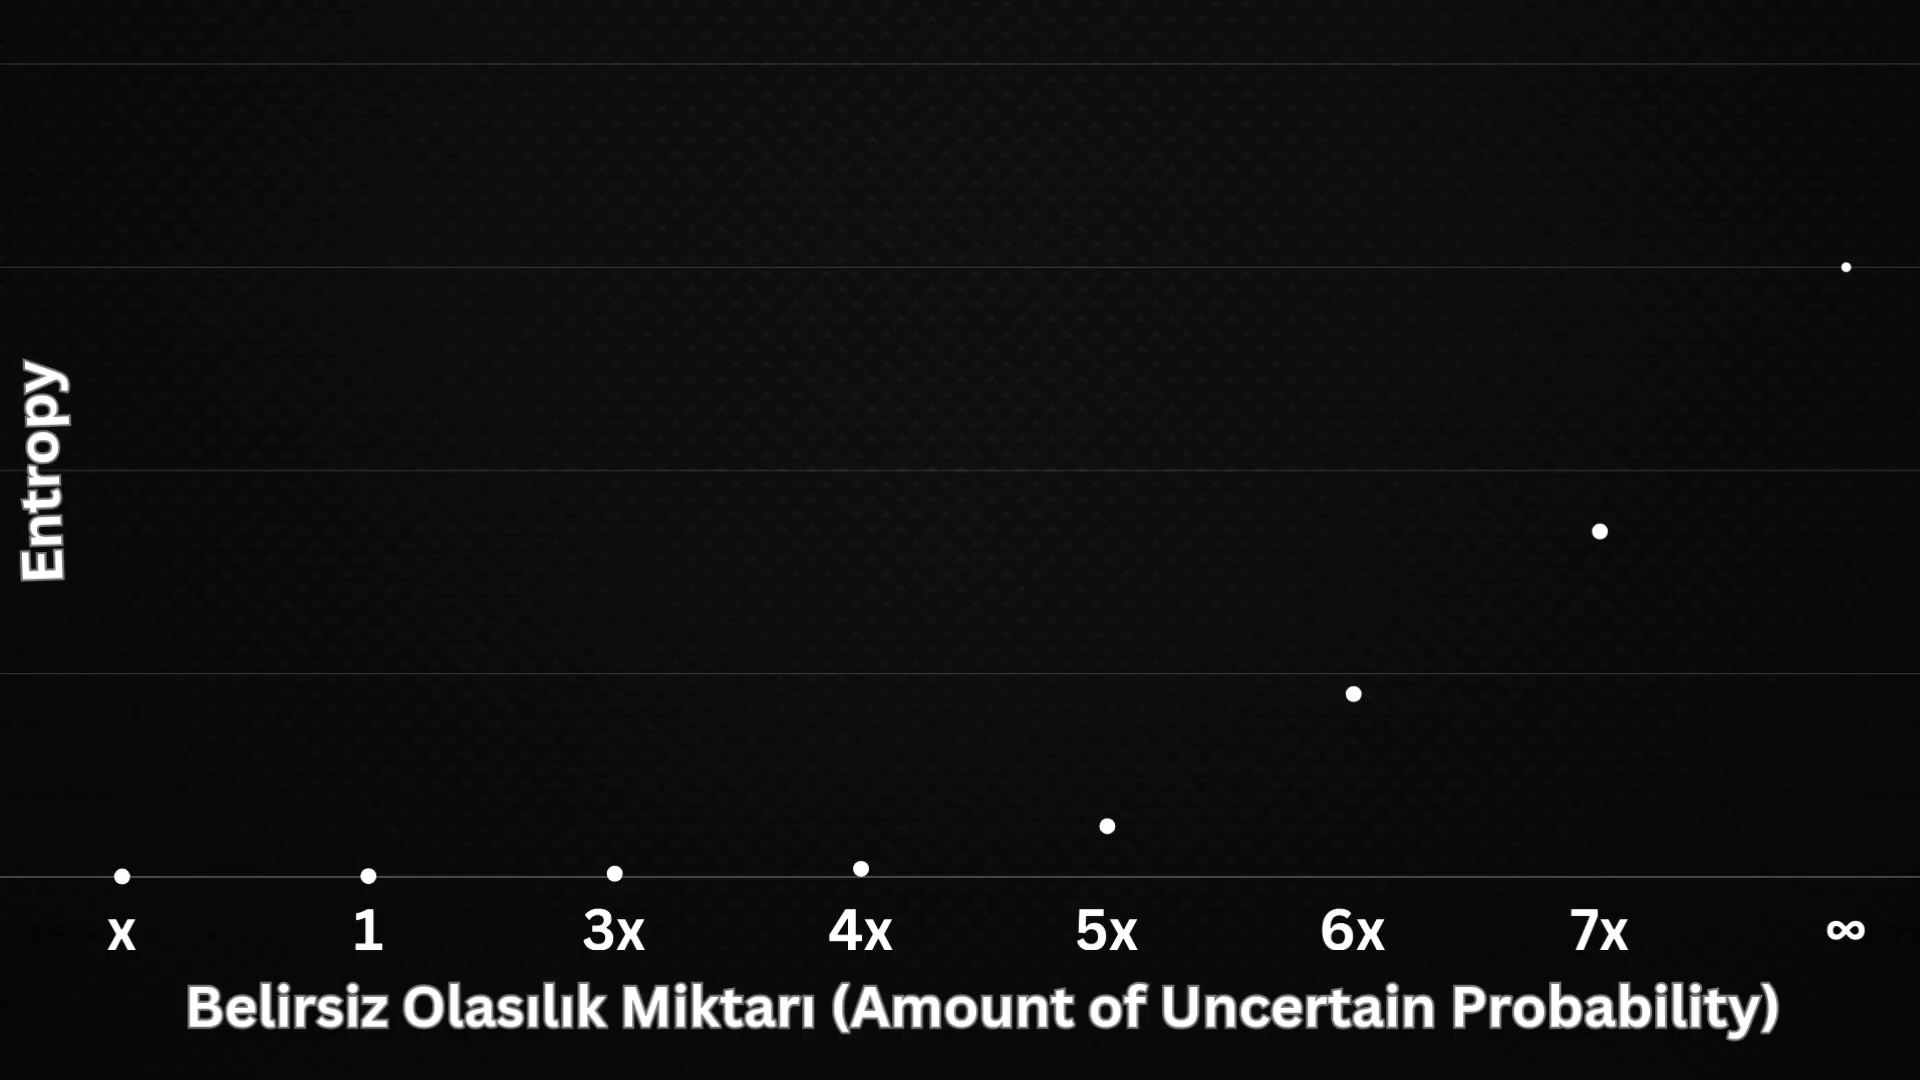 Entropy
x 1 3x 4x 5x 6x 7x ∞
Belirsiz Olasılık Miktarı (Amount of Uncertain Probability)